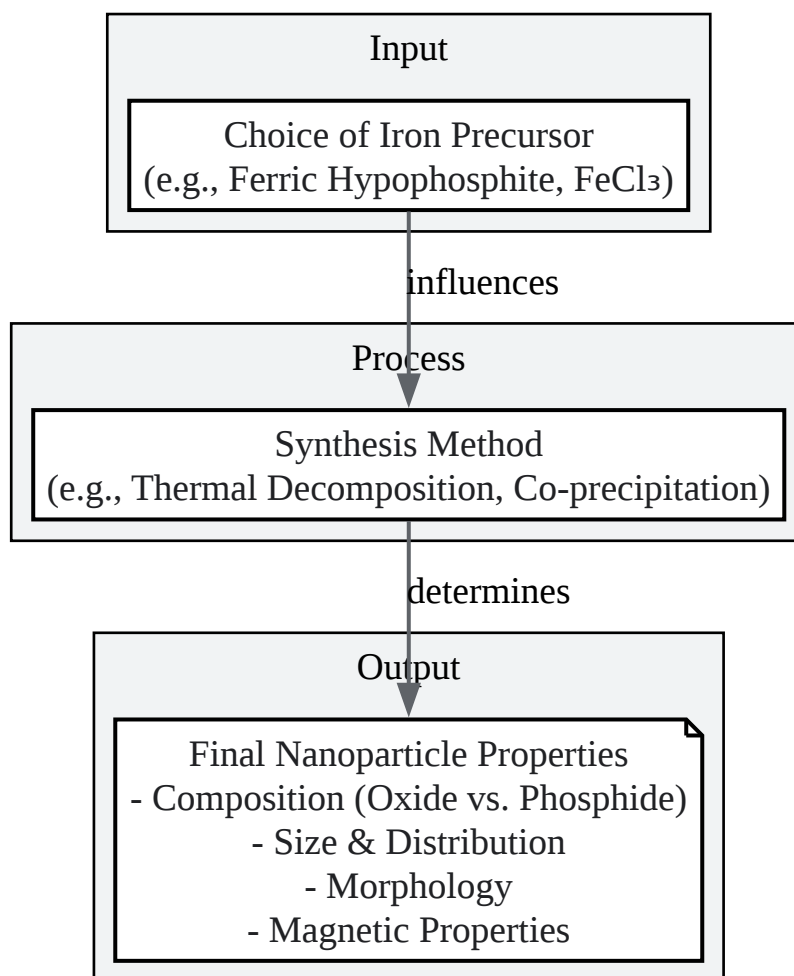 Input
Choice of Iron Precursor
(e.g., Ferric Hypophosphite, FeCl₃)
influences
Process
Synthesis Method
(e.g., Thermal Decomposition, Co-precipitation)
determines
Output
Final Nanoparticle Properties
- Composition (Oxide vs. Phosphide)
- Size & Distribution
- Morphology
- Magnetic Properties